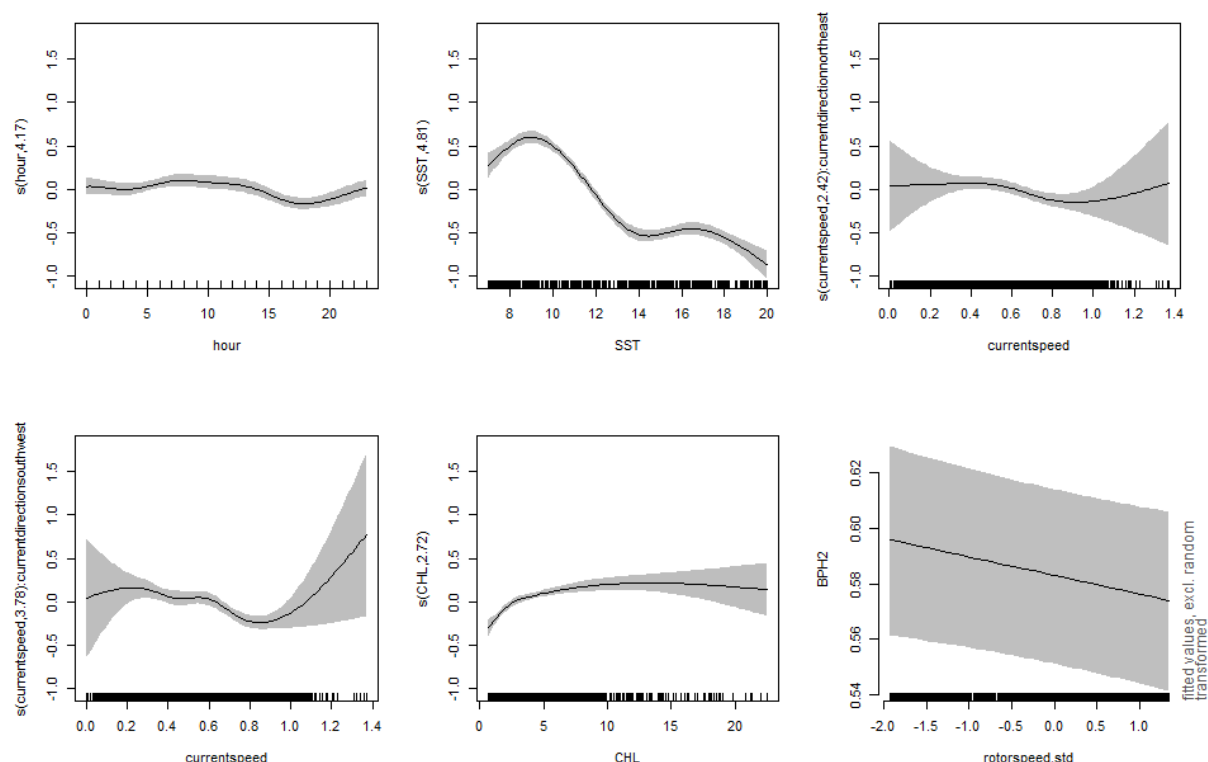 s(hour,4.17)
-1.0 -0.5 0.0 0.5 1.0 1.5
0 5 10 15 20
hour
s(SST,4.81)
-1.0 -0.5 0.0 0.5 1.0 1.5
8 10 12 14 16 18 20
SST
s(currentspeed,2.42):currentdirectionnortheast
-1.0 -0.5 0.0 0.5 1.0 1.5
0.0 0.2 0.4 0.6 0.8 1.0 1.2 1.4
currentspeed
s(currentspeed,3.78):currentdirectionsouthwest
-1.0 -0.5 0.0 0.5 1.0 1.5
0.0 0.2 0.4 0.6 0.8 1.0 1.2 1.4
currentspeed
s(CHL,2.72)
-1.0 -0.5 0.0 0.5 1.0 1.5
0 5 10 15 20
CHL
BPH2
0.54 0.56 0.58 0.60 0.62
-2.0 -1.5 -1.0 -0.5 0.0 0.5 1.0
rotorspeed.std
fitted values, excl. random
transformed